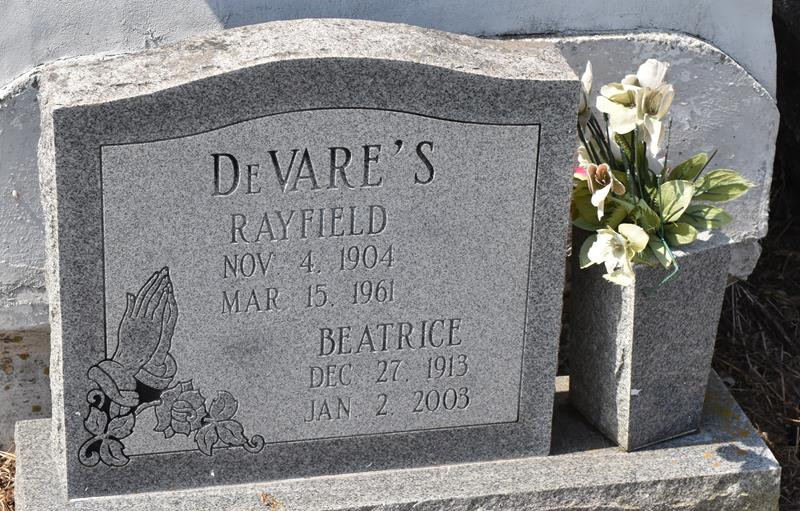 DeVARE'S
RAYFIELD
NOV 4, 1904
MAR 15, 1961
BEATRICE
DEC 27, 1913
JAN 2, 2003